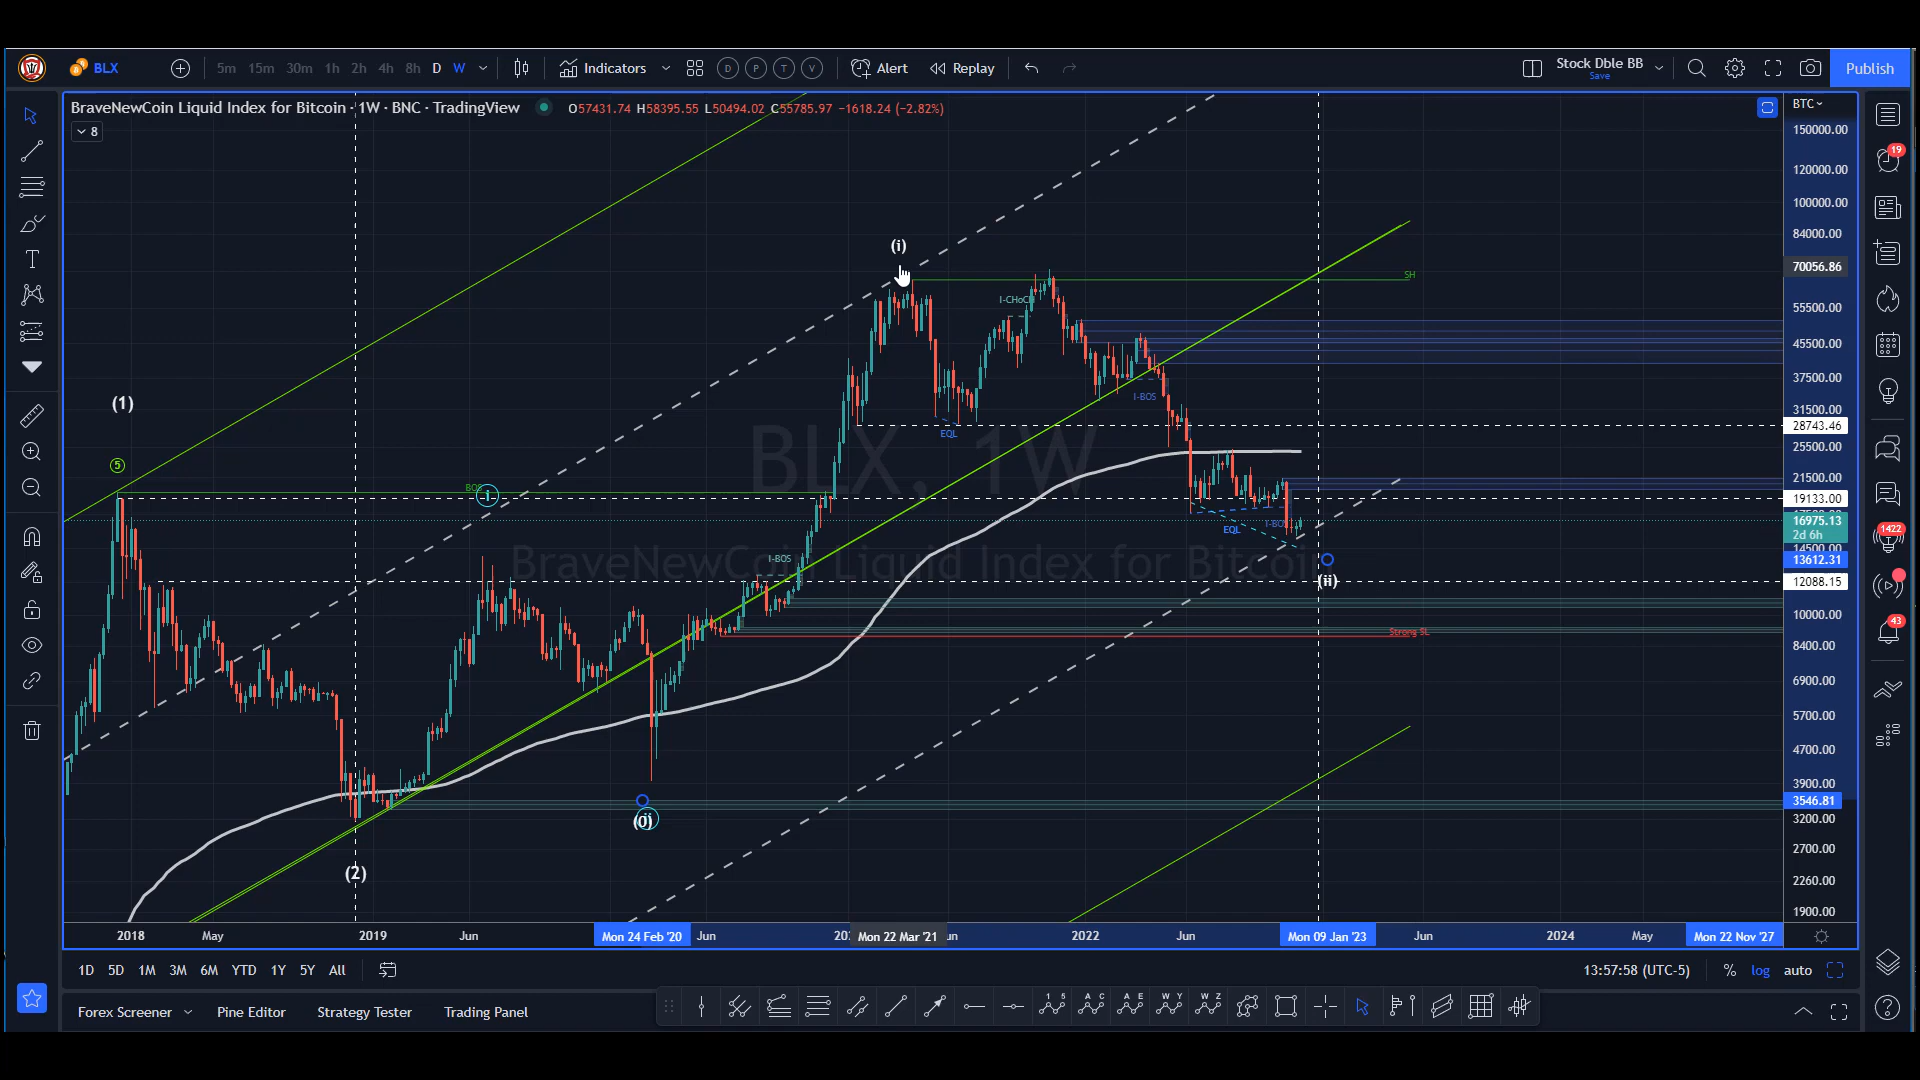 BLX 5m 15m 30m 1h 2h 4h 8h D W Indicators D P T V Alert Replay Stock Dble BB Publish
Save
BraveNewCoin Liquid Index for Bitcoin · 1W · BNC · TradingView O57431.74 H58395.55 L50494.02 C55785.97 −1618.24 (−2.82%) BTC
8
150000.00
19
120000.00
100000.00
84000.00
(i)
70056.86
SH
I-CHoCH
55500.00
45500.00
37500.00
I-BOS
(1)
31500.00
28743.46
EQL
25500.00
BLX, 1W
5
21500.00
BOS i
19133.00
16975.13
2d 6h
EQL I-BOS
1422
14500.00
I-BOS
BraveNewCoin Liquid Index for Bitcoin
13612.31
(ii)
12088.15
10000.00
43
Strong SL
8400.00
6900.00
5700.00
4700.00
3900.00
3546.81
(0)
3200.00
2700.00
(2)
2260.00
1900.00
2018 May 2019 Jun Mon 24 Feb '20 Jun Mon 22 Mar '21 2022 Jun Mon 09 Jan '23 Jun 2024 May Mon 22 Nov '27
1D 5D 1M 3M 6M YTD 1Y 5Y All 13:57:58 (UTC-5) % log auto
Forex Screener Pine Editor Strategy Tester Trading Panel